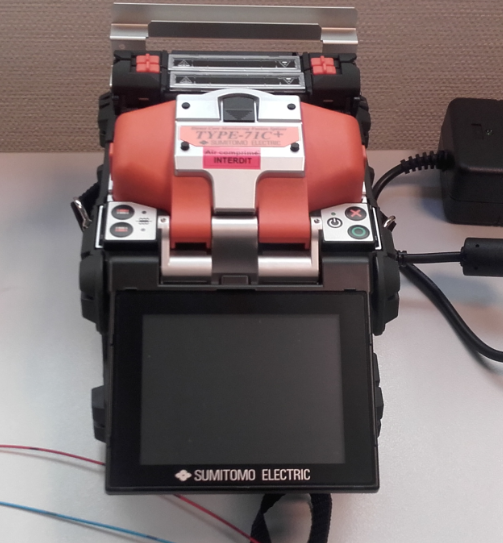 TYPE-71C+
SUMITOMO ELECTRIC
INTERDIT
SUMITOMO ELECTRIC